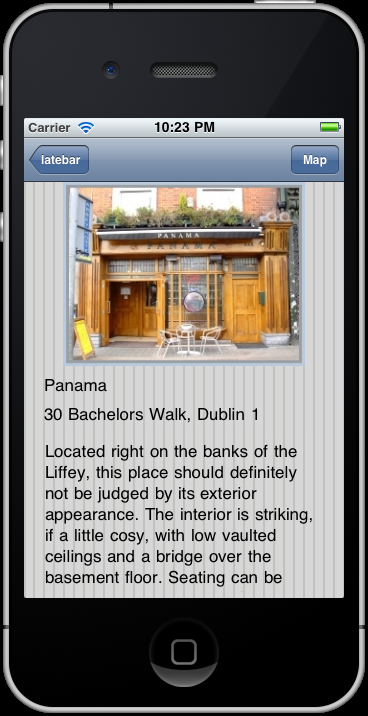 Carrier 10:23 PM
latebar Map
PANAMA
PANAMA
Panama
30 Bachelors Walk, Dublin 1
Located right on the banks of the
Liffey, this place should definitely
not be judged by its exterior
appearance. The interior is striking,
if a little cosy, with low vaulted
ceilings and a bridge over the
basement floor. Seating can be